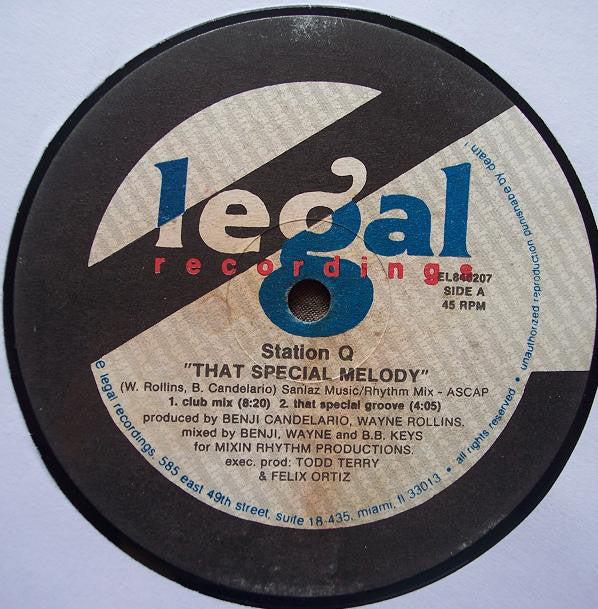 legal
recordings
SIDE A
45 RPM
Station Q
"THAT SPECIAL MELODY"
(W. Rollins, B. Candelario) Sanlaz Music/Rhythm Mix - ASCAP
1. club mix (8:20) 2. that special groove (4:05)
produced by BENJI CANDELARIO, WAYNE ROLLINS.
mixed by BENJI, WAYNE and B.B. KEYS
for MIXIN RHYTHM PRODUCTIONS.
exec. prod: TODD TERRY
& FELIX ORTIZ
legal recordings, 585 east 49th street, suite 18-435, miami, fl 33013 • all rights reserved • unauthorized reproduction punishable by death!